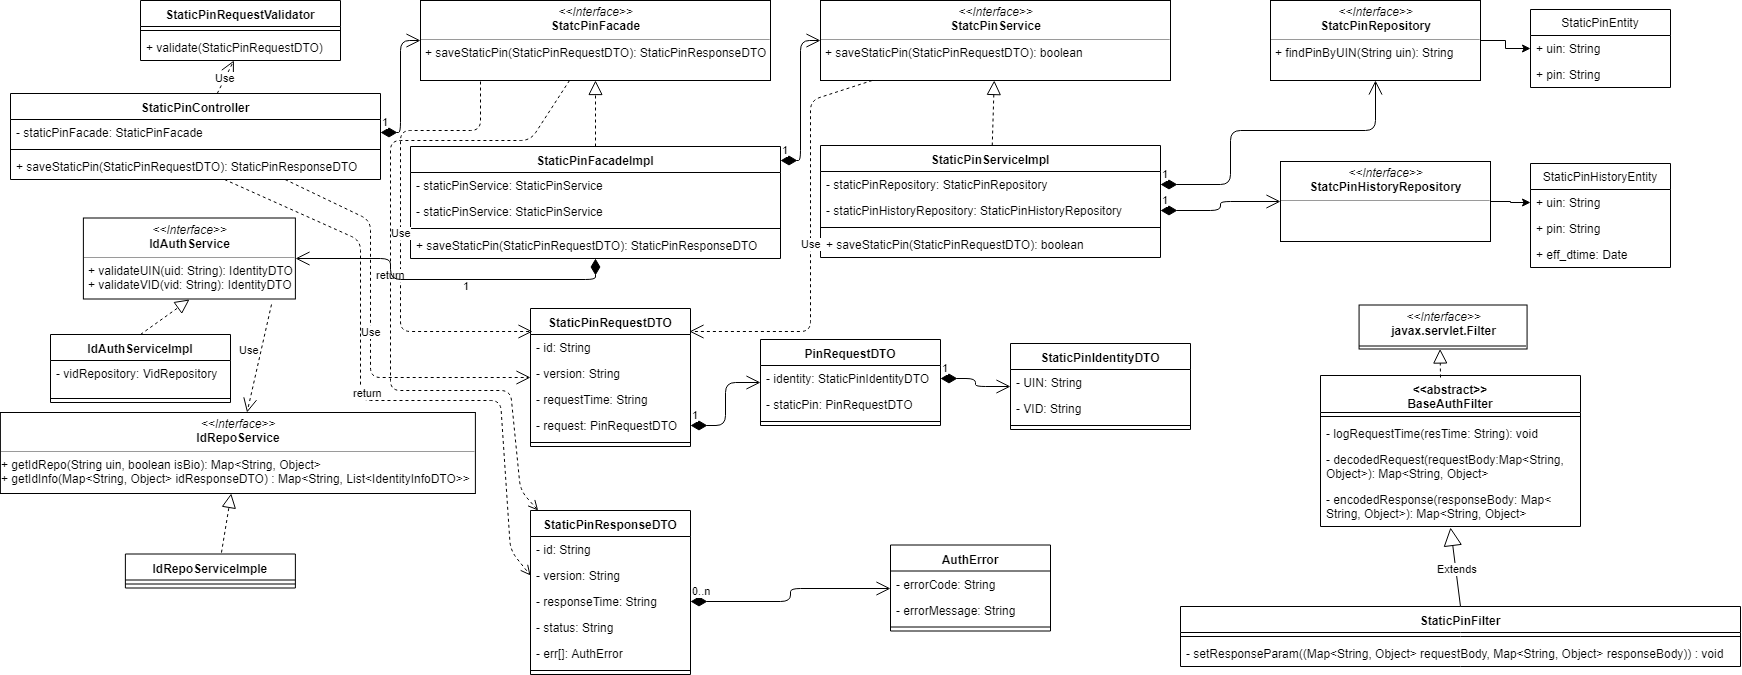 StaticPinRequestValidator
+ validate(StaticPinRequestDTO)
Use
StaticPinController
- staticPinFacade: StaticPinFacade
+ saveStaticPin(StaticPinRequestDTO): StaticPinResponseDTO
1
<<Interface>>
StatcPinFacade
+ saveStaticPin(StaticPinRequestDTO): StaticPinResponseDTO
StaticPinFacadeImpl
- staticPinService: StaticPinService
- staticPinService: StaticPinService
+ saveStaticPin(StaticPinRequestDTO): StaticPinResponseDTO
1
1
Use
return
<<Interface>>
StatcPinService
+ saveStaticPin(StaticPinRequestDTO): boolean
StaticPinServiceImpl
- staticPinRepository: StaticPinRepository
- staticPinHistoryRepository: StaticPinHistoryRepository
+ saveStaticPin(StaticPinRequestDTO): boolean
1
1
Use
<<Interface>>
StatcPinRepository
+ findPinByUIN(String uin): String
StaticPinEntity
+ uin: String
+ pin: String
<<Interface>>
StatcPinHistoryRepository
StaticPinHistoryEntity
+ uin: String
+ pin: String
+ eff_dtime: Date
<<Interface>>
IdAuthService
+ validateUIN(uid: String): IdentityDTO
+ validateVID(vid: String): IdentityDTO
IdAuthServiceImpl
- vidRepository: VidRepository
Use
Use
return
<<Interface>>
IdRepoService
+ getIdRepo(String uin, boolean isBio): Map<String, Object>
+ getIdInfo(Map<String, Object> idResponseDTO) : Map<String, List<IdentityInfoDTO>>
IdRepoServiceImple
StaticPinRequestDTO
- id: String
- version: String
- requestTime: String
- request: PinRequestDTO
1
PinRequestDTO
- identity: StaticPinIdentityDTO
- staticPin: PinRequestDTO
1
StaticPinIdentityDTO
- UIN: String
- VID: String
StaticPinResponseDTO
- id: String
- version: String
- responseTime: String
- status: String
- err[]: AuthError
0..n
AuthError
- errorCode: String
- errorMessage: String
<<Interface>>
javax.servlet.Filter
<<abstract>>
BaseAuthFilter
- logRequestTime(resTime: String): void
- decodedRequest(requestBody:Map<String,
Object>): Map<String, Object>
- encodedResponse(responseBody: Map<
String, Object>): Map<String, Object>
Extends
StaticPinFilter
- setResponseParam((Map<String, Object> requestBody, Map<String, Object> responseBody)) : void